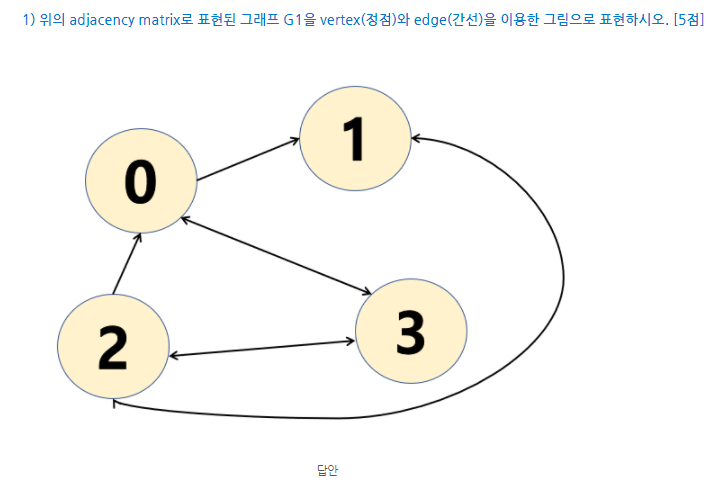 1) 위의 adjacency matrix로 표현된 그래프 G1을 vertex(정점)와 edge(간선)을 이용한 그림으로 표현하시오. [5점]
1
0
3
2
답안